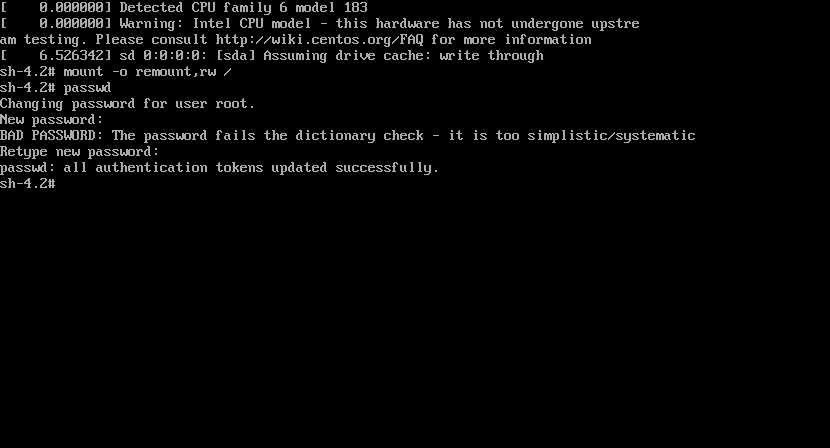 [    0.000000] Detected CPU family 6 model 183
[    0.000000] Warning: Intel CPU model - this hardware has not undergone upstre
am testing. Please consult http://wiki.centos.org/FAQ for more information
[    6.526342] sd 0:0:0:0: [sda] Assuming drive cache: write through
sh-4.2# mount -o remount,rw /
sh-4.2# passwd
Changing password for user root.
New password:
BAD PASSWORD: The password fails the dictionary check - it is too simplistic/systematic
Retype new password:
passwd: all authentication tokens updated successfully.
sh-4.2#